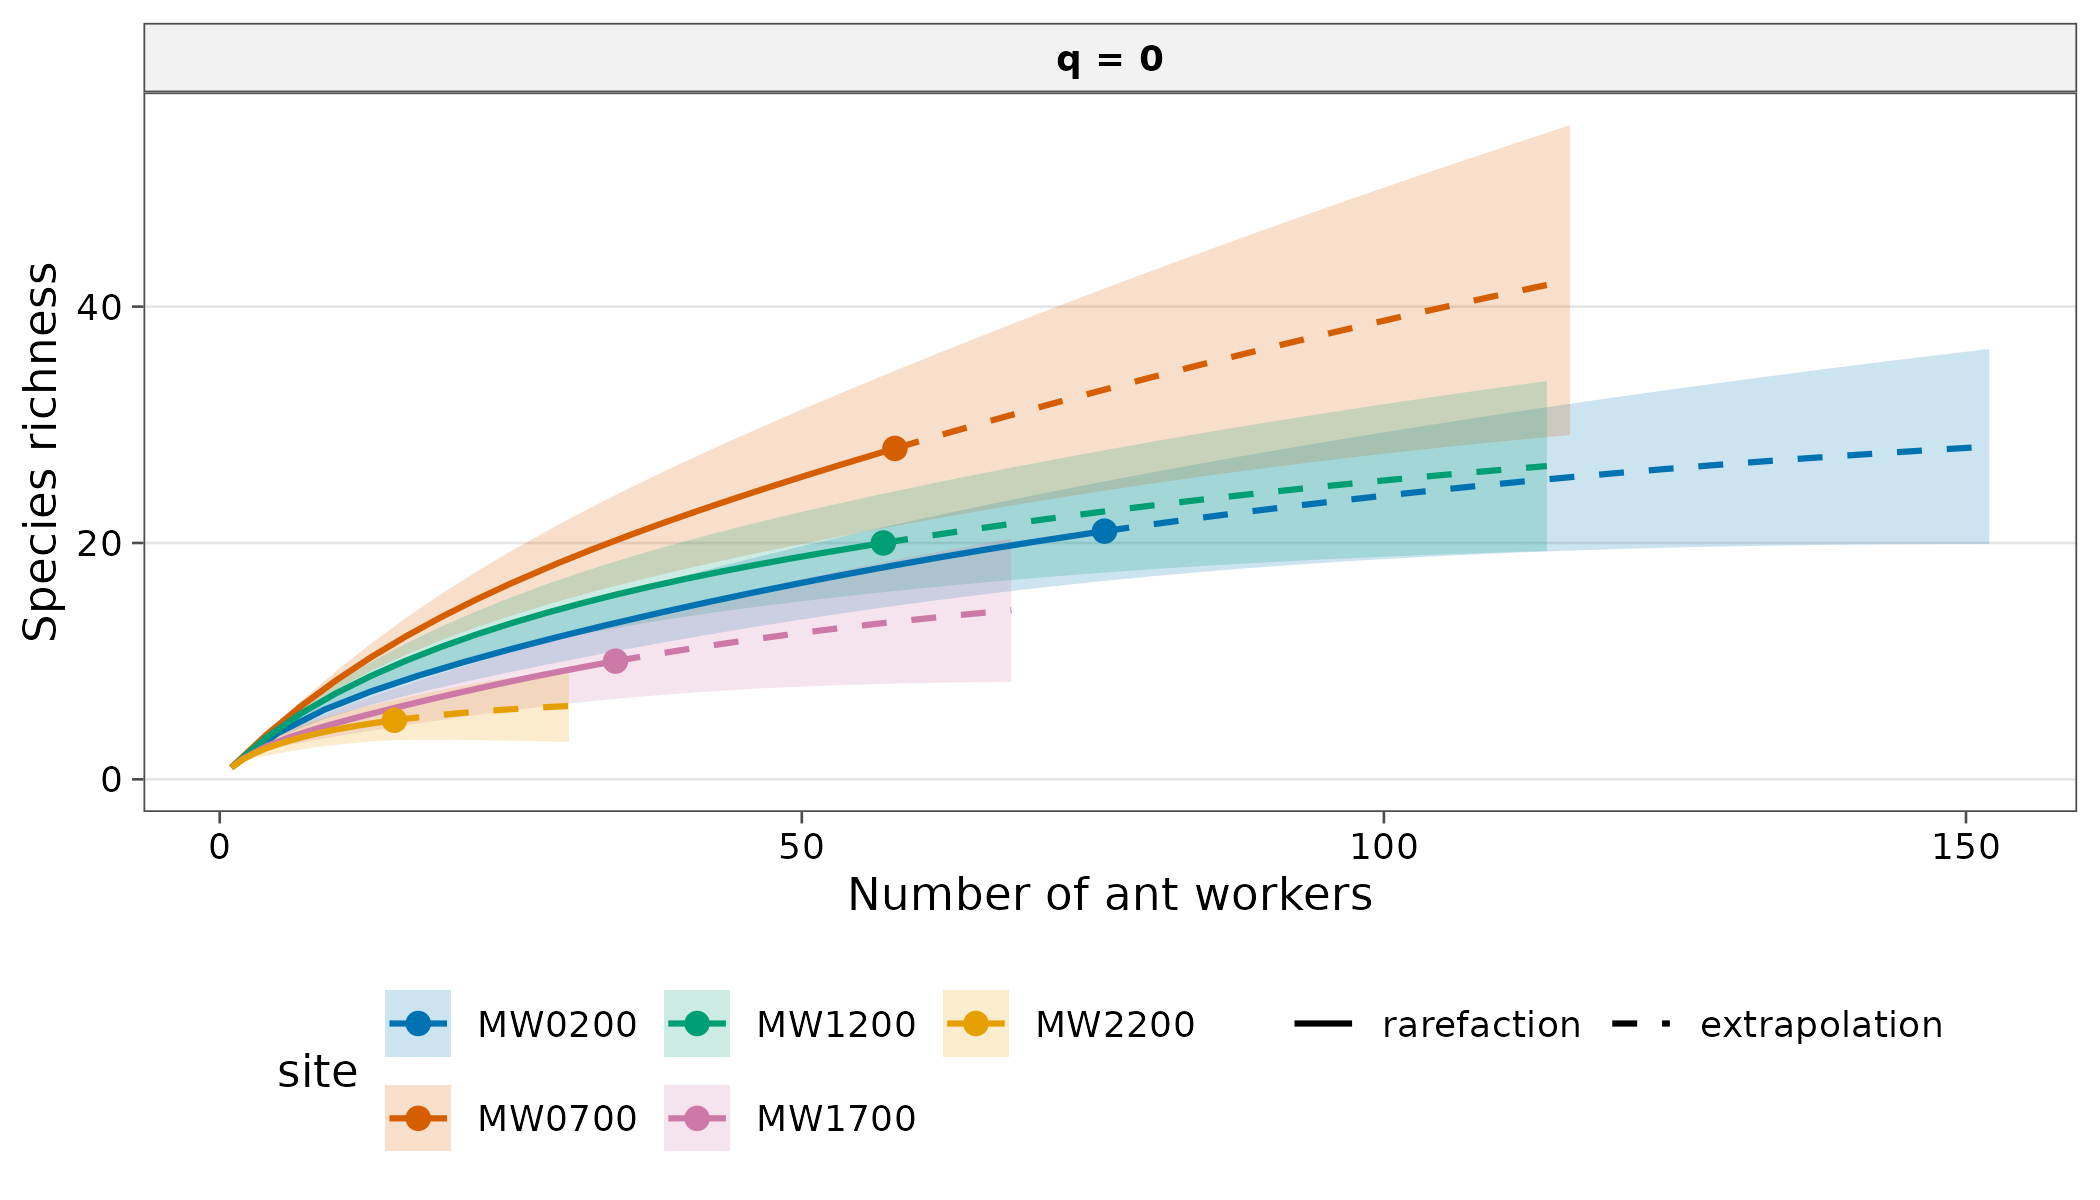 q = 0
Species richness
40
20
0
0 50 100 150
Number of ant workers
site
MW0200 MW1200 MW2200 rarefaction extrapolation
MW0700 MW1700